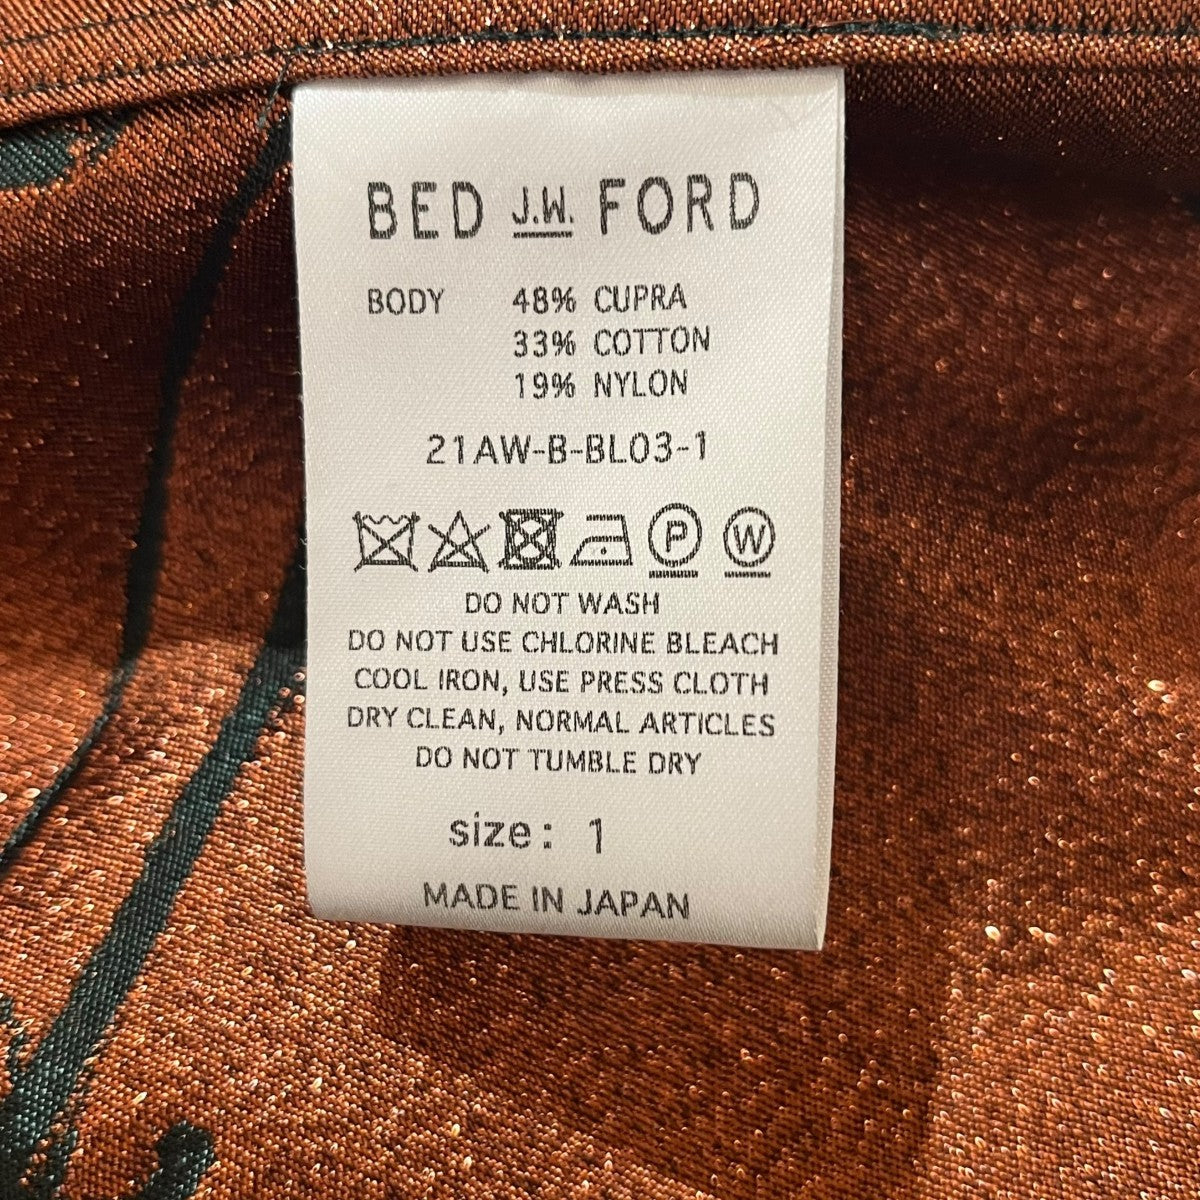 BED J.W. FORD
BODY 48% CUPRA
33% COTTON
19% NYLON
21AW-B-BL03-1
P W
DO NOT WASH
DO NOT USE CHLORINE BLEACH
COOL IRON, USE PRESS CLOTH
DRY CLEAN, NORMAL ARTICLES
DO NOT TUMBLE DRY
size: 1
MADE IN JAPAN